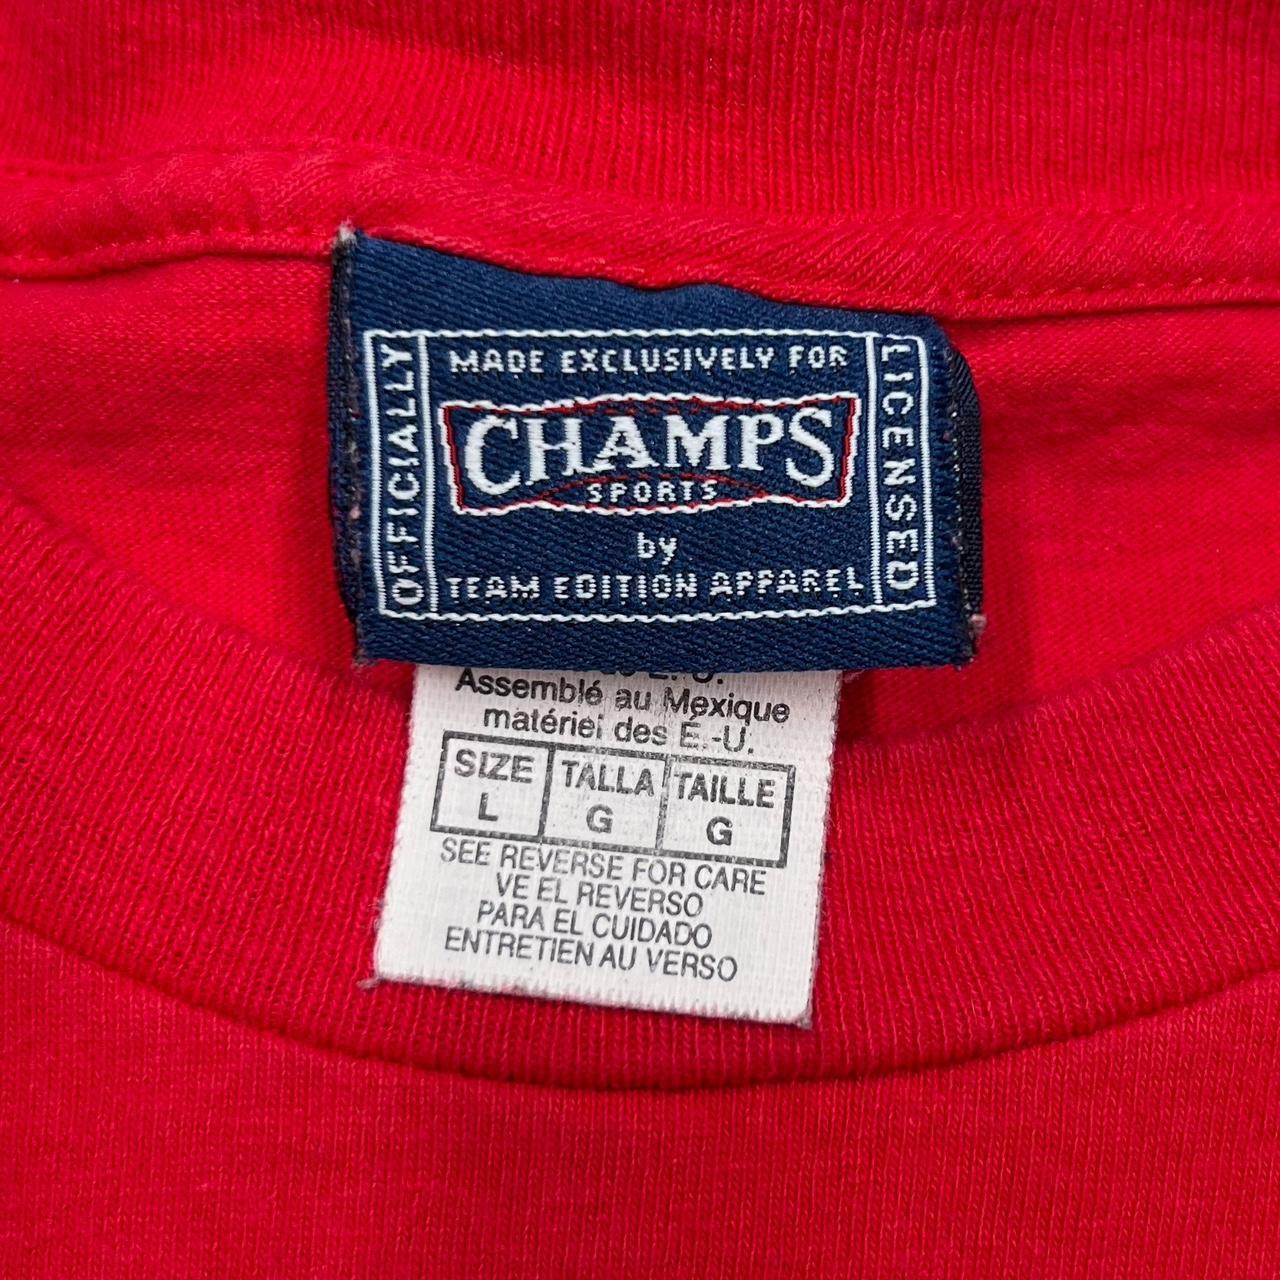 OFFICIALLY
MADE EXCLUSIVELY FOR
CHAMPS
SPORTS
by
TEAM EDITION APPAREL
LICENSED
Assemblé au Mexique
matériel des É.-U.
SIZE TALLA TAILLE
L G G
SEE REVERSE FOR CARE
VE EL REVERSO
PARA EL CUIDADO
ENTRETIEN AU VERSO